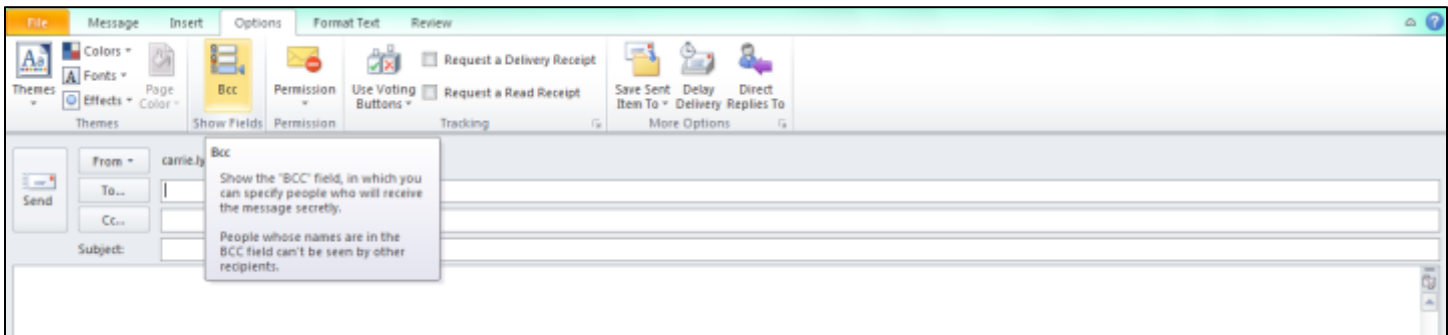 File Message Insert Options Format Text Review
Colors
Fonts
Effects
Themes
Page
Color
Themes
Bcc
Show Fields
Permission
Permission
Use Voting
Buttons
Request a Delivery Receipt
Request a Read Receipt
Tracking
Save Sent
Item To
Delay
Delivery
Direct
Replies To
More Options
Send
From
To...
Cc...
Subject:
Bcc
Show the "BCC" field, in which you
can specify people who will receive
the message secretly.
People whose names are in the
BCC field can't be seen by other
recipients.